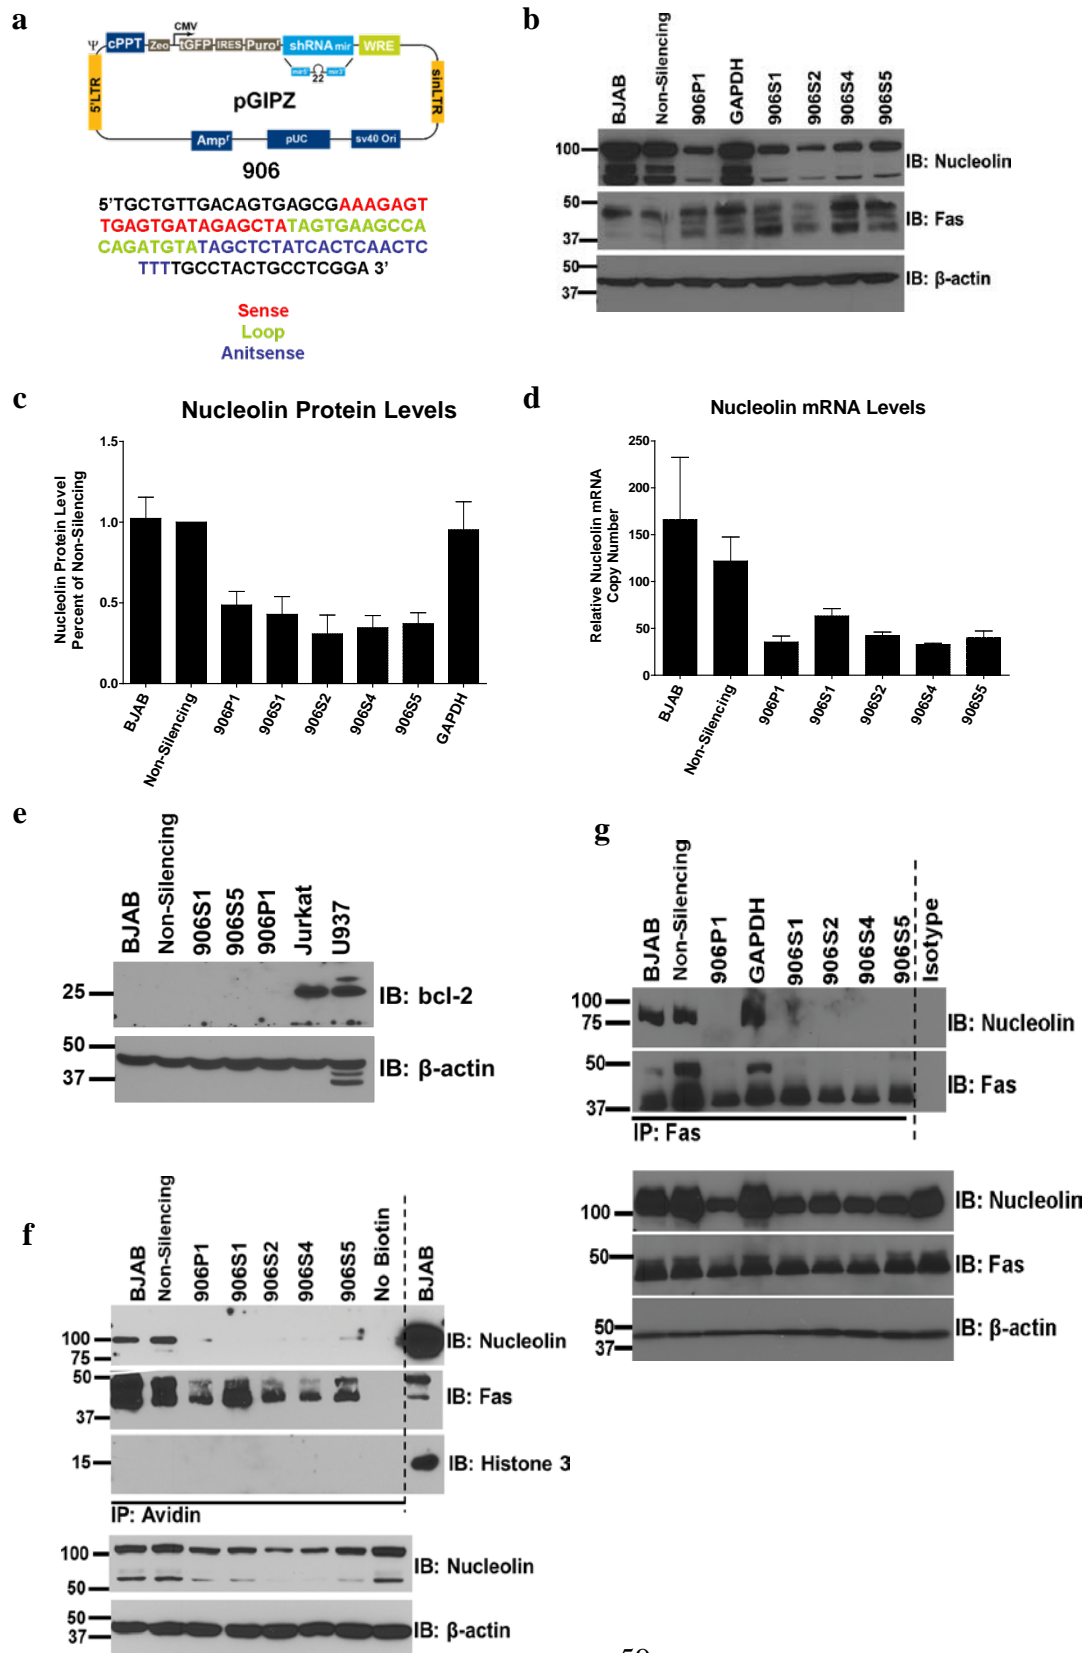 a
Ψ
cPPT
Zeo
CMV
tGFP
IRES
Puro^r
shRNA mir
WRE
mir5'
22
mir3'
5'LTR
sinLTR
pGIPZ
Amp^r
pUC
sv40 Ori
906
5'TGCTGTTGACAGTGAGCGAAAGAGT
TGAGTGATAGAGCTATAGTGAAGCCA
CAGATGTATAGCTCTATCACTCAACTC
TTTTGCCTACTGCCTCGGA 3'
Sense
Loop
Anitsense
b
BJAB
Non-Silencing
906P1
GAPDH
906S1
906S2
906S4
906S5
100
IB: Nucleolin
50
37
IB: Fas
50
37
IB: β-actin
c
Nucleolin Protein Levels
Nucleolin Protein Level
Percent of Non-Silencing
1.5
1.0
0.5
0.0
BJAB
Non-Silencing
906P1
906S1
906S2
906S4
906S5
GAPDH
d
Nucleolin mRNA Levels
Relative Nucleolin mRNA
Copy Number
250
200
150
100
50
0
BJAB
Non-Silencing
906P1
906S1
906S2
906S4
906S5
e
BJAB
Non-Silencing
906S1
906S5
906P1
Jurkat
U937
25
IB: bcl-2
50
37
IB: β-actin
f
BJAB
Non-Silencing
906P1
906S1
906S2
906S4
906S5
No Biotin
BJAB
100
75
IB: Nucleolin
50
37
IB: Fas
15
IB: Histone 3
IP: Avidin
100
50
IB: Nucleolin
50
37
IB: β-actin
g
BJAB
Non-Silencing
906P1
GAPDH
906S1
906S2
906S4
906S5
Isotype
100
75
IB: Nucleolin
50
37
IB: Fas
IP: Fas
100
IB: Nucleolin
50
IB: Fas
50
37
IB: β-actin